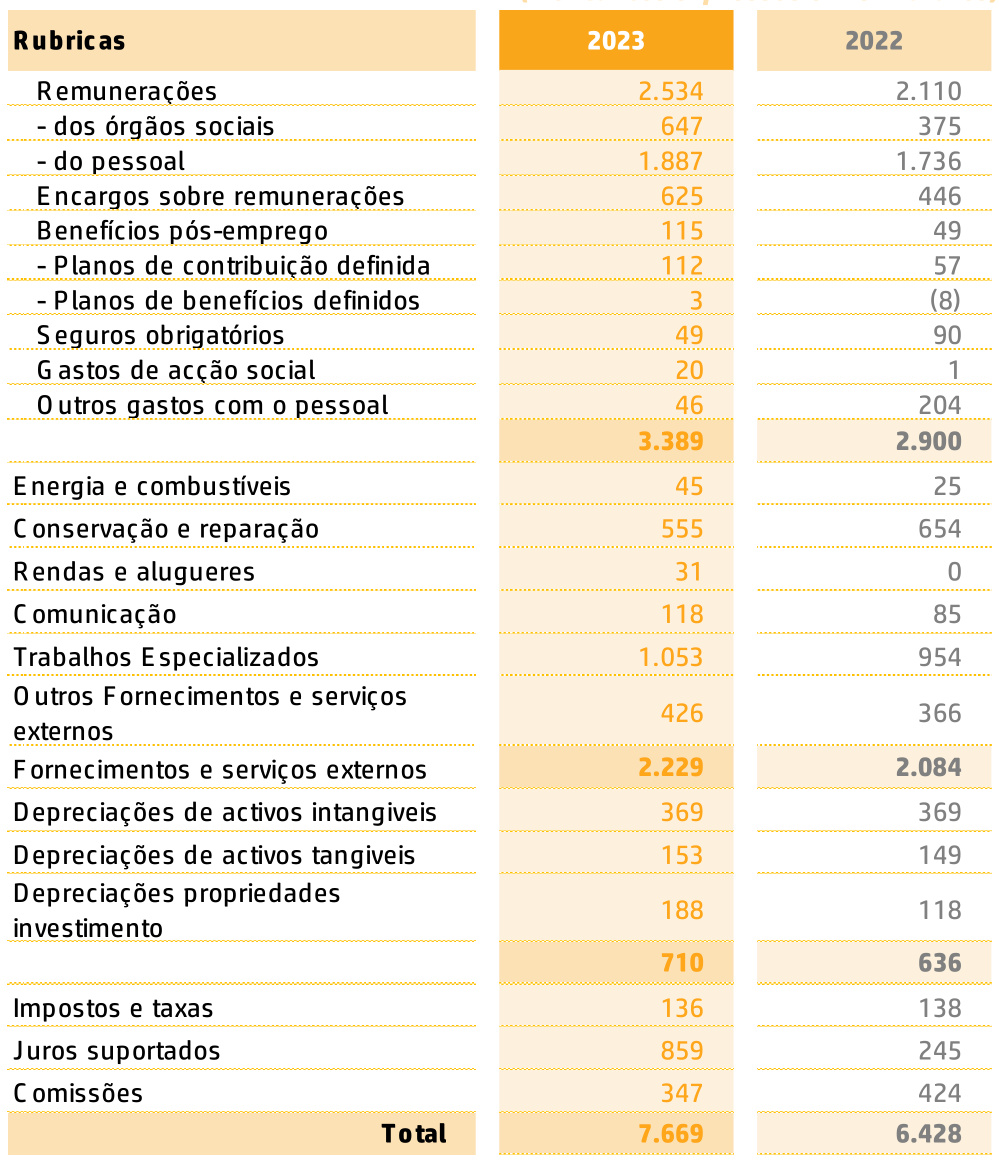 Rubricas 2023 2022
Remunerações 2.534 2.110
- dos órgãos sociais 647 375
- do pessoal 1.887 1.736
Encargos sobre remunerações 625 446
Benefícios pós-emprego 115 49
- Planos de contribuição definida 112 57
- Planos de benefícios definidos 3 (8)
Seguros obrigatórios 49 90
Gastos de acção social 20 1
Outros gastos com o pessoal 46 204
3.389 2.900
Energia e combustíveis 45 25
Conservação e reparação 555 654
Rendas e alugueres 31 0
Comunicação 118 85
Trabalhos Especializados 1.053 954
Outros Fornecimentos e serviços
externos 426 366
Fornecimentos e serviços externos 2.229 2.084
Depreciações de activos intangiveis 369 369
Depreciações de activos tangiveis 153 149
Depreciações propriedades
investimento 188 118
710 636
Impostos e taxas 136 138
Juros suportados 859 245
Comissões 347 424
Total 7.669 6.428